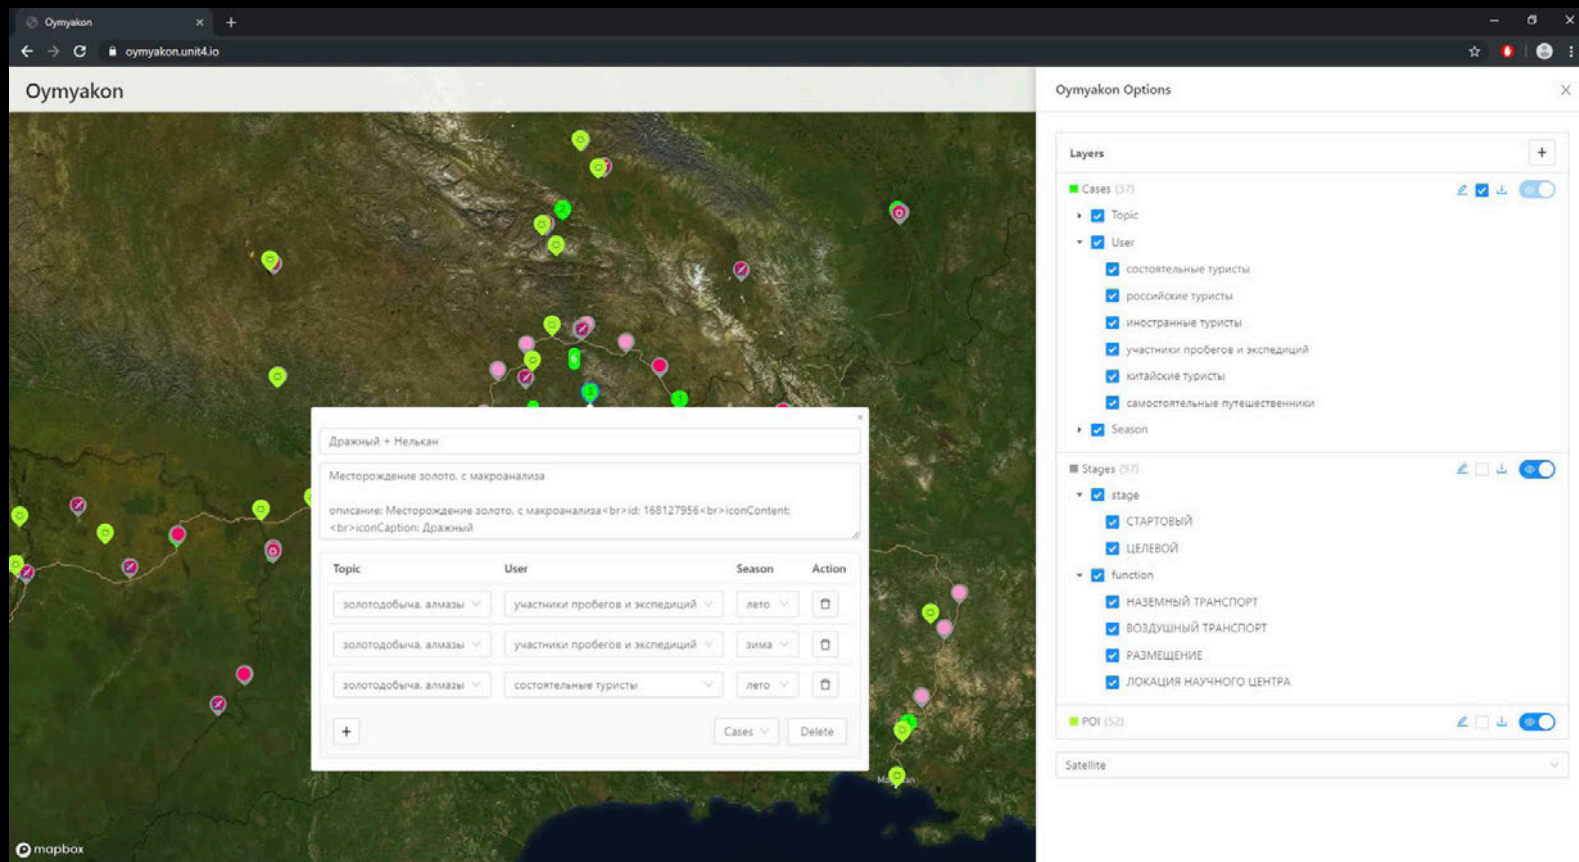 Oymyakon
oymyakon.unit4.io
Oymyakon
Oymyakon Options
Layers
Cases (37)
Topic
User
состоятельные туристы
российские туристы
иностранные туристы
участники пробегов и экспедиций
китайские туристы
самостоятельные путешественники
Season
Stages (97)
stage
СТАРТОВЫЙ
ЦЕЛЕВОЙ
function
НАЗЕМНЫЙ ТРАНСПОРТ
ВОЗДУШНЫЙ ТРАНСПОРТ
РАЗМЕЩЕНИЕ
ЛОКАЦИЯ НАУЧНОГО ЦЕНТРА
POI (52)
Satellite
Дражный + Нелькан
Месторождение золото, с макроанализа
описание: Месторождение золото, с макроанализа<br>id: 168127956<br>iconContent:
<br>iconCaption: Дражный
Topic User Season Action
золотодобыча, алмазы участники пробегов и экспедиций лето
золотодобыча, алмазы участники пробегов и экспедиций зима
золотодобыча, алмазы состоятельные туристы лето
Cases Delete
mapbox